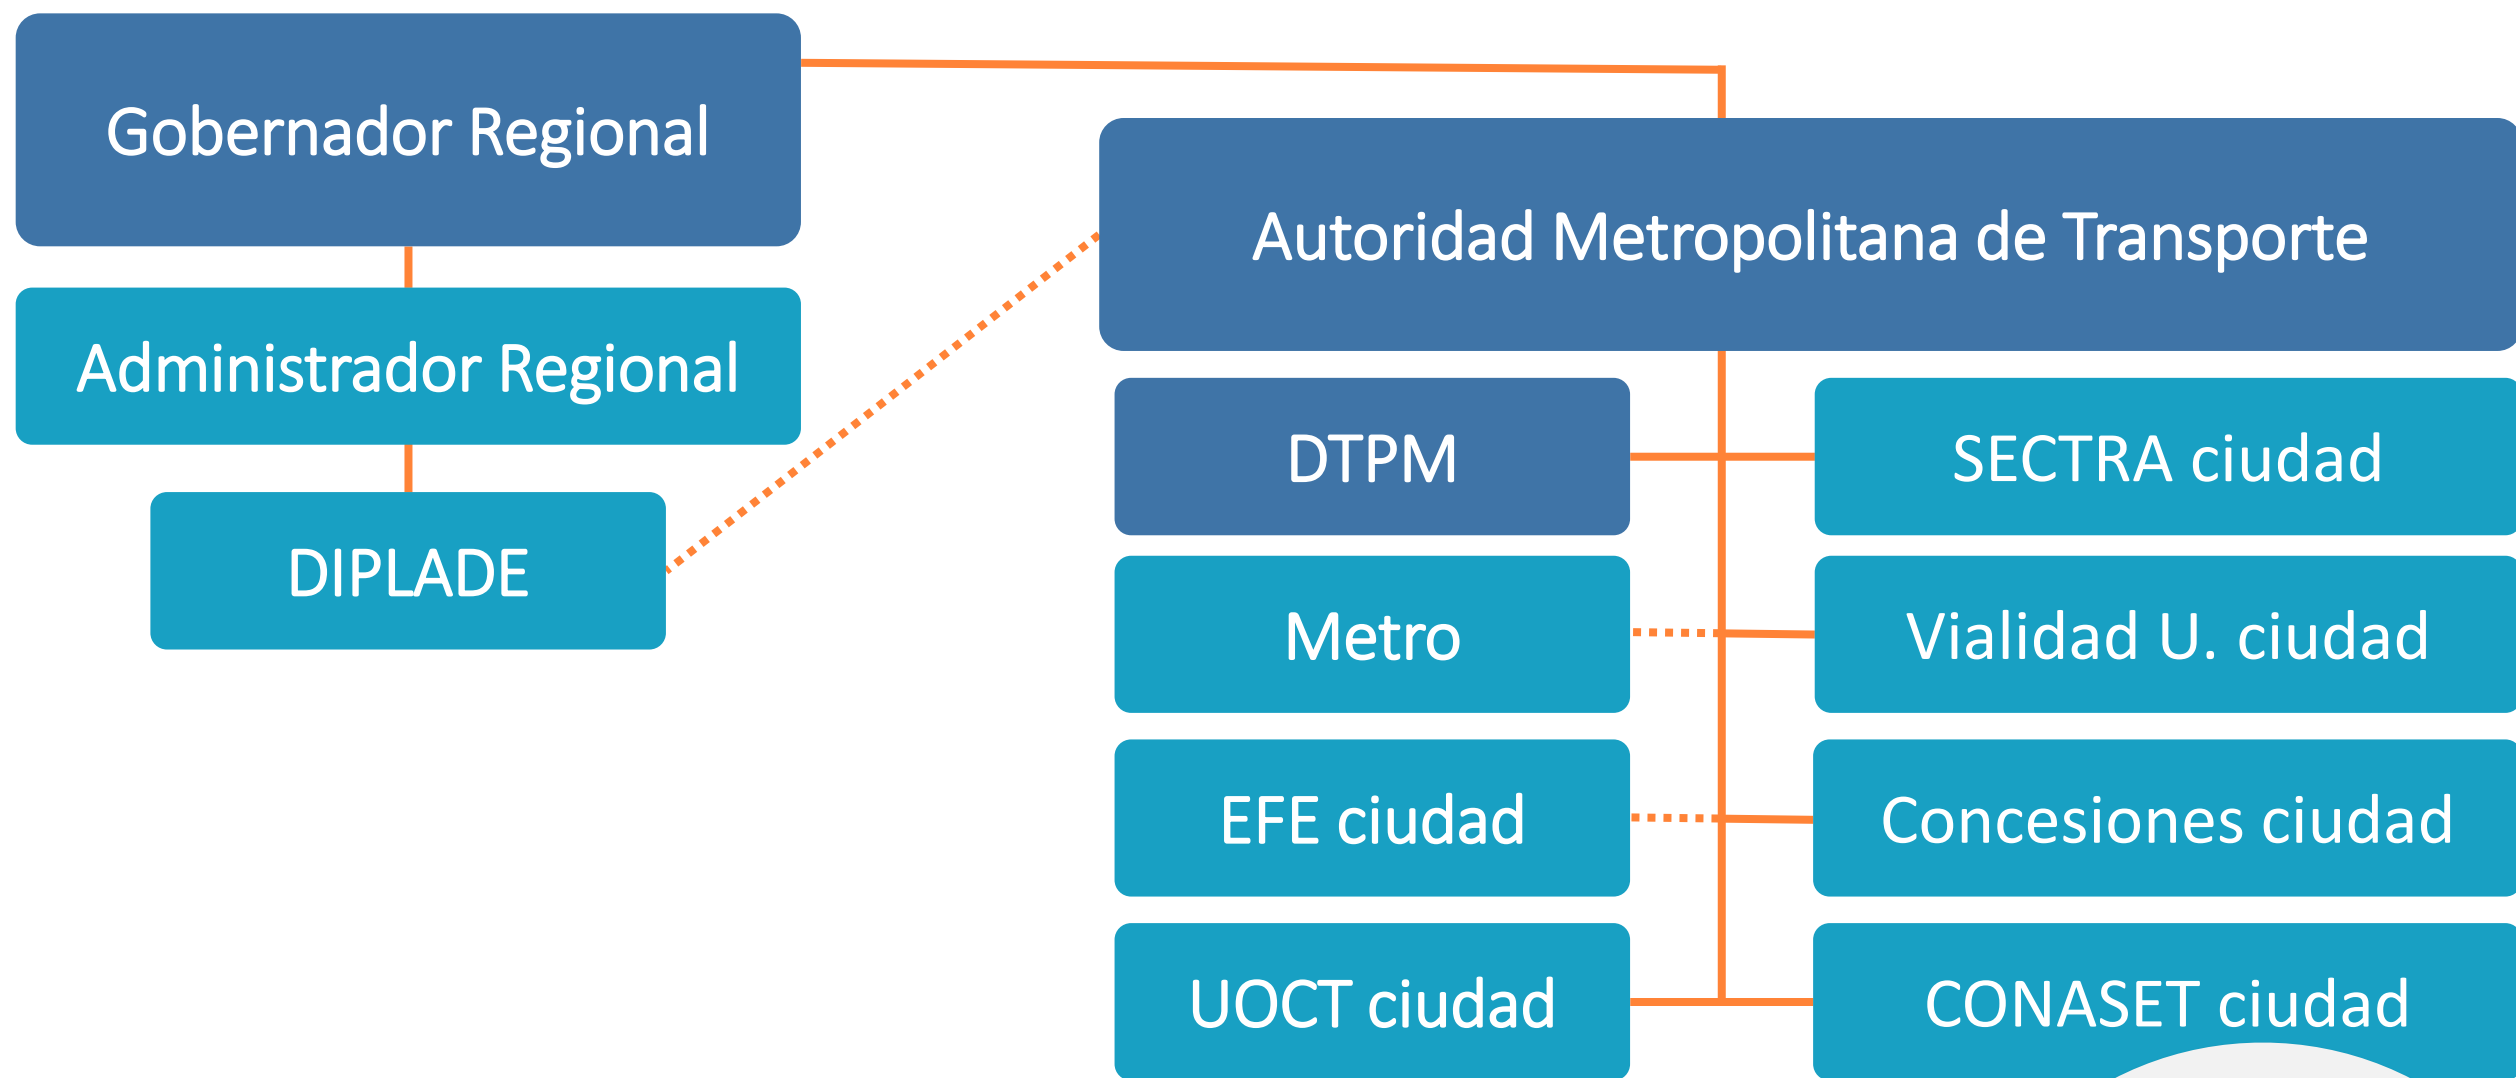 Gobernador Regional
Autoridad Metropolitana de Transporte
Administrador Regional
DIPLADE
DTPM
SECTRA ciudad
Metro
Vialidad U. ciudad
EFE ciudad
Concesiones ciudad
UOCT ciudad
CONASET ciudad